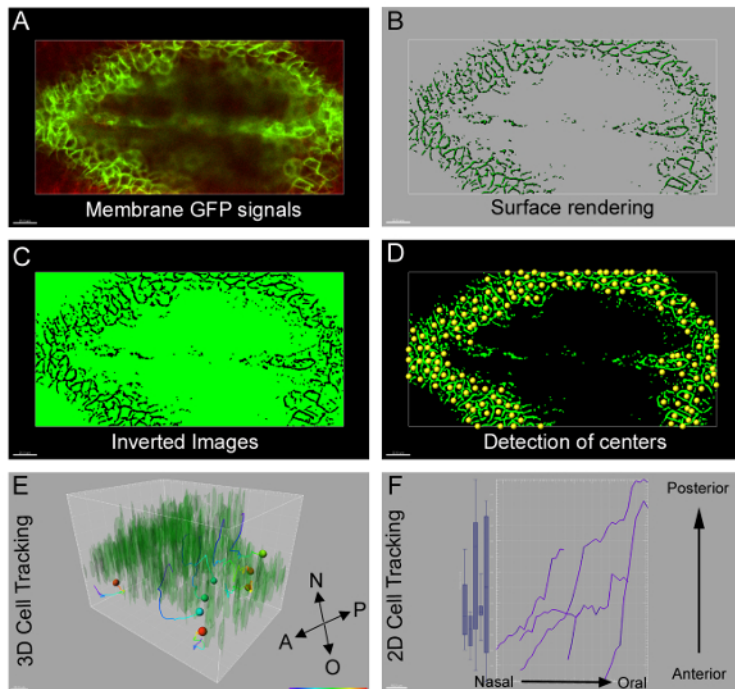 A
Membrane GFP signals
B
Surface rendering
C
Inverted Images
D
Detection of centers
E
3D Cell Tracking
N
P
A
O
F
2D Cell Tracking
Posterior
Anterior
Nasal
Oral